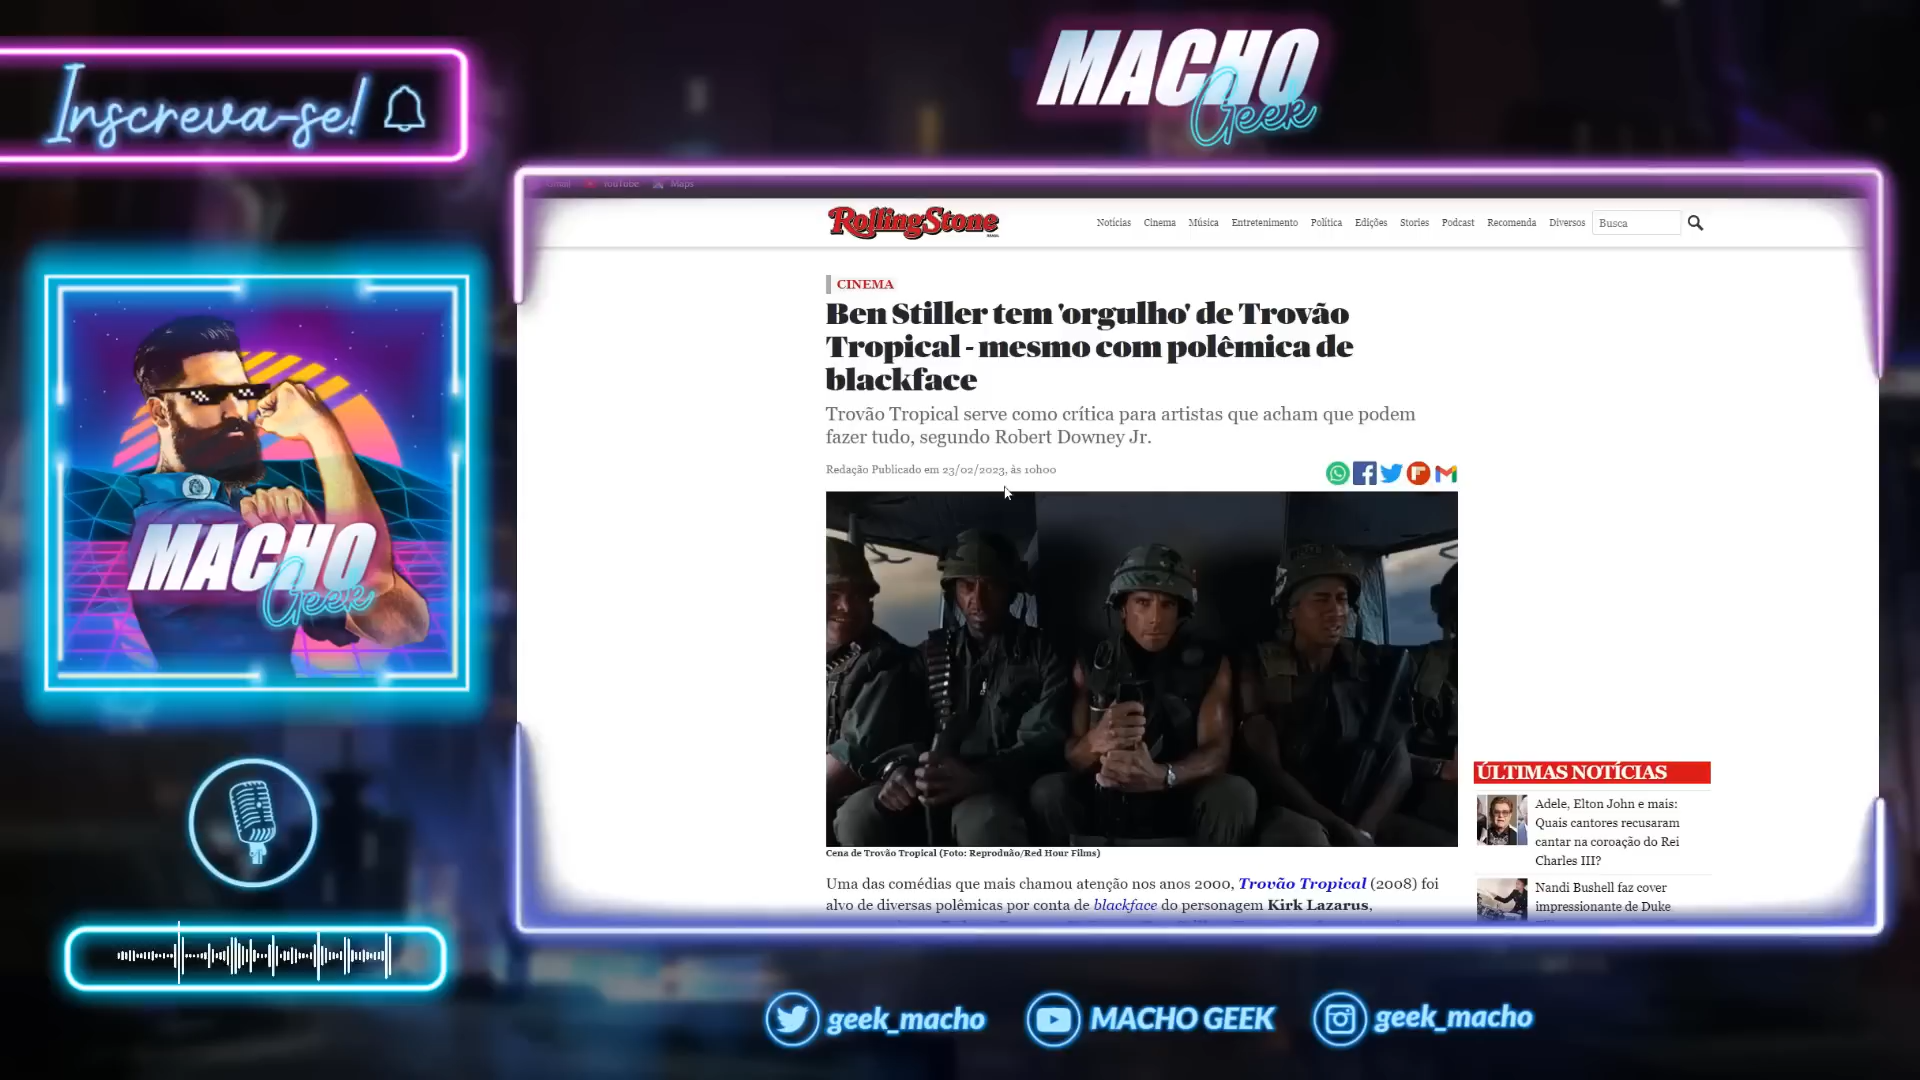 Inscreva-se!
MACHO
Geek
MACHO
Geek
Gmail YouTube Maps
RollingStone
Notícias Cinema Música Entretenimento Política Edições Stories Podcast Recomenda Diversos Busca
CINEMA
Ben Stiller tem 'orgulho' de Trovão
Tropical - mesmo com polêmica de
blackface
Trovão Tropical serve como crítica para artistas que acham que podem
fazer tudo, segundo Robert Downey Jr.
Redação Publicado em 23/02/2023, às 10h00
Cena de Trovão Tropical (Foto: Reproduão/Red Hour Films)
Uma das comédias que mais chamou atenção nos anos 2000, Trovão Tropical (2008) foi
alvo de diversas polêmicas por conta de blackface do personagem Kirk Lazarus,
ÚLTIMAS NOTÍCIAS
Adele, Elton John e mais:
Quais cantores recusaram
cantar na coroação do Rei
Charles III?
Nandi Bushell faz cover
impressionante de Duke
geek_macho
MACHO GEEK
geek_macho